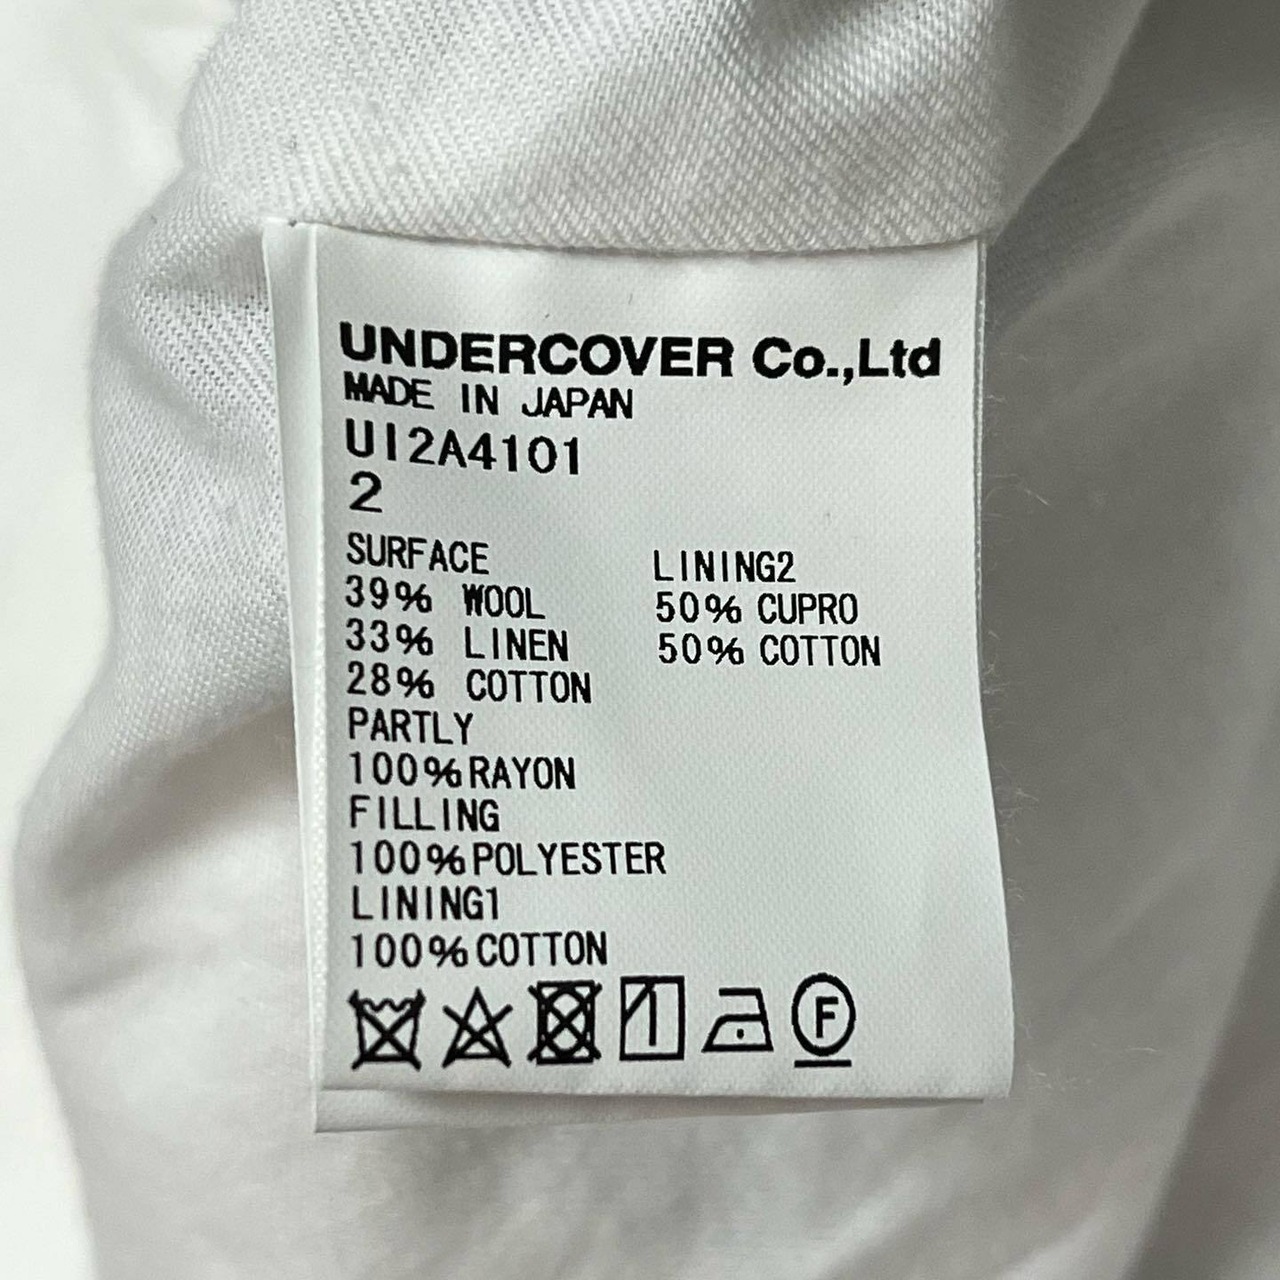 UNDERCOVER Co.,Ltd
MADE IN JAPAN
UI2A4101
2
SURFACE
39% WOOL
33% LINEN
28% COTTON
PARTLY
100%RAYON
FILLING
100%POLYESTER
LINING1
100%COTTON
LINING2
50% CUPRO
50% COTTON
F